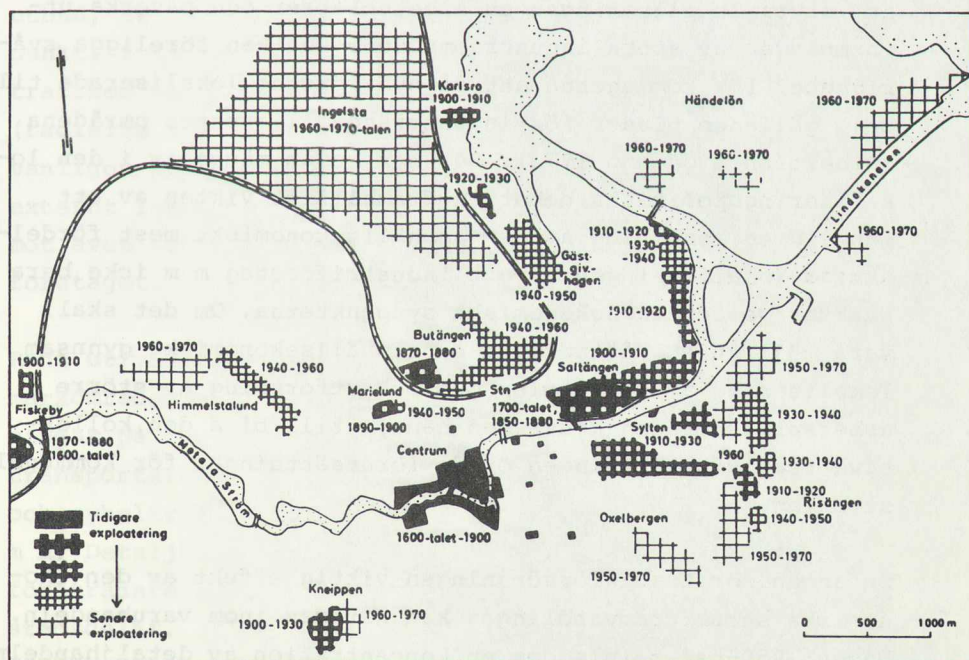 Karlsro
1900-1910
Ingelsta
1960-1970-talen
Händelön
1960-1970
1960-1970
1960-1970
Lindökanalen
1920-1930
1910-1920
1930
-1940
1960-1970
Gäst
giv-
hagen
1940-1950
1910-1920
1940-1960
Butängen
1870-1880
1900-1910
Saltängen
1960-1970
1940-1960
1950-1970
1900-1910
Fiskeby
Himmelstalund
Marielund
1940-1950
1890-1900
Stn
1700-talet,
1850-1880
1930-1940
Sylten
1910-1930
1870-1880
(1600-talet)
Motala Ström
Centrum
1960
1930-1940
1910-1920
Risängen
1940-1950
Tidigare
exploatering
1600-talet-1900
Oxelbergen
1950-1970
1950-1970
Senare
exploatering
Kneippen
1960-1970
1900-1930
0 500 1000 m